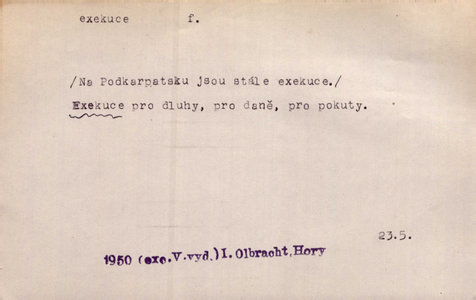 exekuce f.
/Na Podkarpatsku jsou stále exekuce./
Exekuce pro dluhy, pro daně, pro pokuty.
23.5.
1950 (exc.V.vyd.) I. Olbracht, Hory